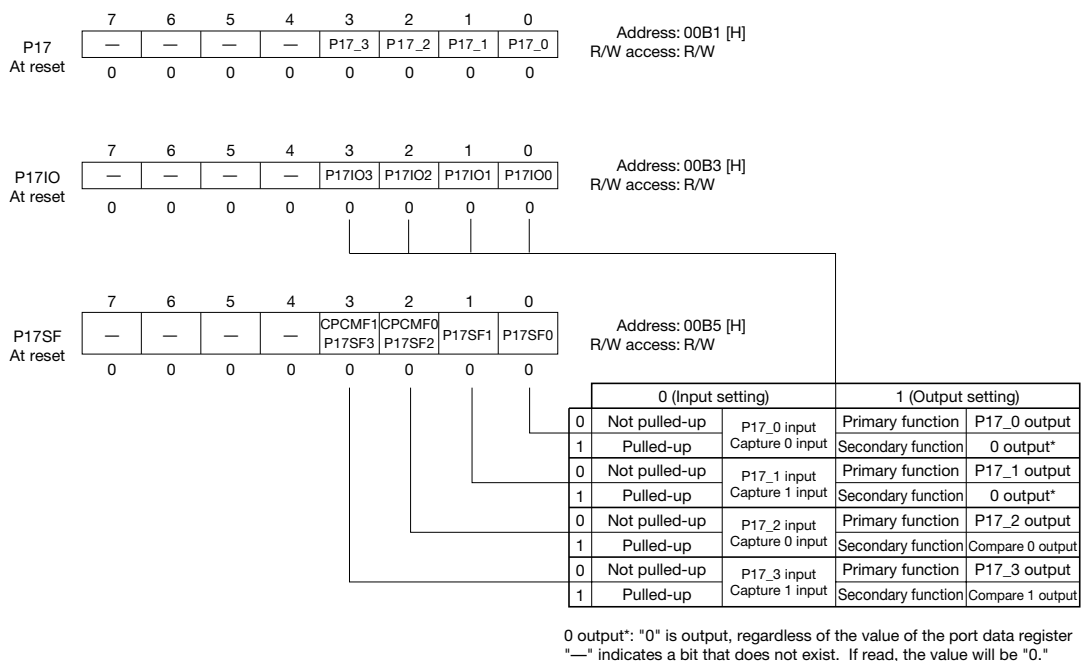 7 6 5 4 3 2 1 0
P17 — — — — P17_3 P17_2 P17_1 P17_0
Address: 00B1 [H]
R/W access: R/W
At reset 0 0 0 0 0 0 0 0
7 6 5 4 3 2 1 0
P17IO — — — — P17IO3 P17IO2 P17IO1 P17IO0
Address: 00B3 [H]
R/W access: R/W
At reset 0 0 0 0 0 0 0 0
7 6 5 4 3 2 1 0
P17SF — — — — CPCMF1 P17SF3 CPCMF0 P17SF2 P17SF1 P17SF0
Address: 00B5 [H]
R/W access: R/W
At reset 0 0 0 0 0 0 0 0
0 (Input setting) 1 (Output setting)
0 Not pulled-up P17_0 input Primary function P17_0 output
1 Pulled-up Capture 0 input Secondary function 0 output*
0 Not pulled-up P17_1 input Primary function P17_1 output
1 Pulled-up Capture 1 input Secondary function 0 output*
0 Not pulled-up P17_2 input Primary function P17_2 output
1 Pulled-up Capture 0 input Secondary function Compare 0 output
0 Not pulled-up P17_3 input Primary function P17_3 output
1 Pulled-up Capture 1 input Secondary function Compare 1 output
0 output*: "0" is output, regardless of the value of the port data register
"—" indicates a bit that does not exist. If read, the value will be "0."